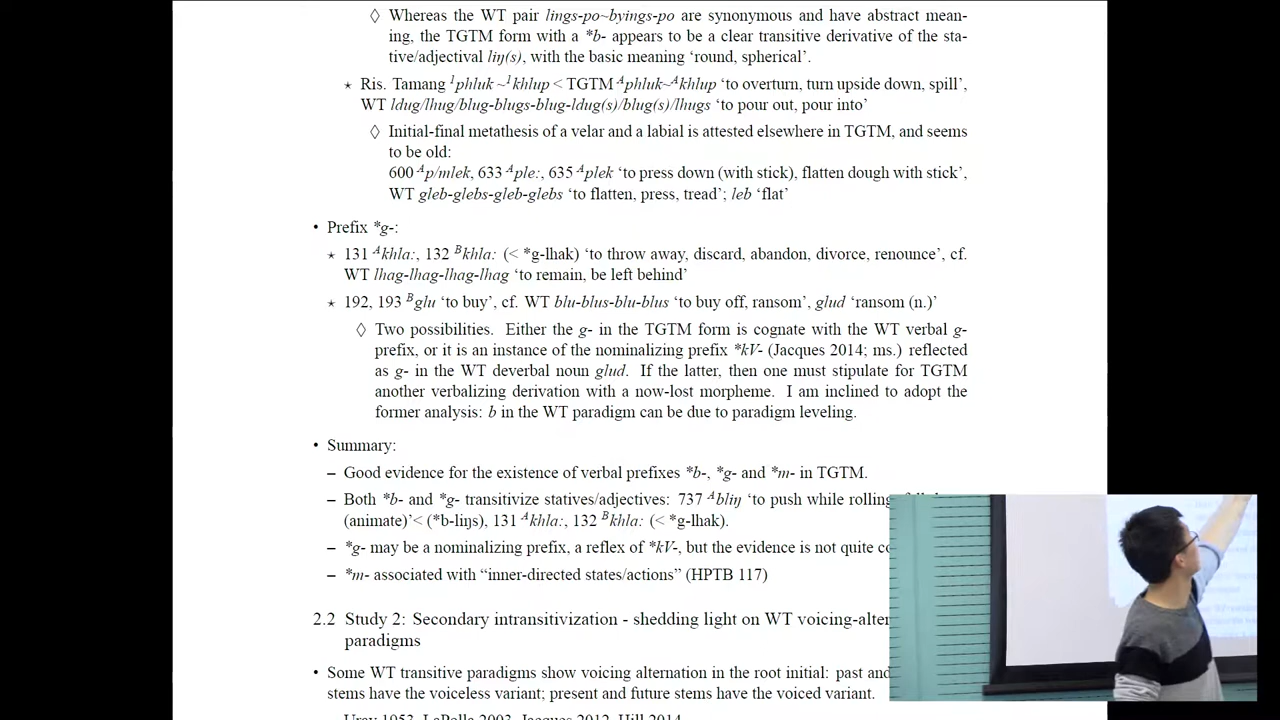 ◊ Whereas the WT pair lings-po~byings-po are synonymous and have abstract mean-
ing, the TGTM form with a *b- appears to be a clear transitive derivative of the sta-
tive/adjectival liŋ(s), with the basic meaning ‘round, spherical’.
⋆ Ris. Tamang ¹phluk ~¹khlup < TGTM ᴬphluk~ᴬkhlup ‘to overturn, turn upside down, spill’,
WT ldug/lhug/blug-blugs-blug-ldug(s)/blug(s)/lhugs ‘to pour out, pour into’
◊ Initial-final metathesis of a velar and a labial is attested elsewhere in TGTM, and seems
to be old:
600 ᴬp/mlek, 633 ᴬple:, 635 ᴬplek ‘to press down (with stick), flatten dough with stick’,
WT gleb-glebs-gleb-glebs ‘to flatten, press, tread’; leb ‘flat’
• Prefix *g-:
⋆ 131 ᴬkhla:, 132 ᴮkhla: (< *g-lhak) ‘to throw away, discard, abandon, divorce, renounce’, cf.
WT lhag-lhag-lhag-lhag ‘to remain, be left behind’
⋆ 192, 193 ᴮglu ‘to buy’, cf. WT blu-blus-blu-blus ‘to buy off, ransom’, glud ‘ransom (n.)’
◊ Two possibilities. Either the g- in the TGTM form is cognate with the WT verbal g-
prefix, or it is an instance of the nominalizing prefix *kV- (Jacques 2014; ms.) reflected
as g- in the WT deverbal noun glud. If the latter, then one must stipulate for TGTM
another verbalizing derivation with a now-lost morpheme. I am inclined to adopt the
former analysis: b in the WT paradigm can be due to paradigm leveling.
• Summary:
– Good evidence for the existence of verbal prefixes *b-, *g- and *m- in TGTM.
– Both *b- and *g- transitivize statives/adjectives: 737 ᴬbliŋ ‘to push while rolling,
(animate)’< (*b-liŋs), 131 ᴬkhla:, 132 ᴮkhla: (< *g-lhak).
– *g- may be a nominalizing prefix, a reflex of *kV-, but the evidence is not quite
– *m- associated with “inner-directed states/actions” (HPTB 117)
2.2 Study 2: Secondary intransitivization - shedding light on WT voicing-alter
paradigms
• Some WT transitive paradigms show voicing alternation in the root initial: past and
stems have the voiceless variant; present and future stems have the voiced variant.
Uray 1953, LaPolla 2003, Jacques 2012, Hill 2014